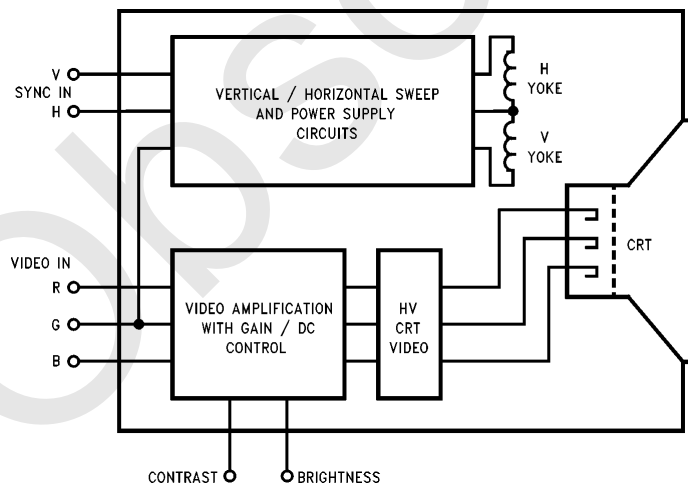 V
SYNC IN
H
VERTICAL / HORIZONTAL SWEEP
AND POWER SUPPLY
CIRCUITS
H
YOKE
V
YOKE
CRT
VIDEO IN
R
G
B
VIDEO AMPLIFICATION
WITH GAIN / DC
CONTROL
HV
CRT
VIDEO
CONTRAST
BRIGHTNESS